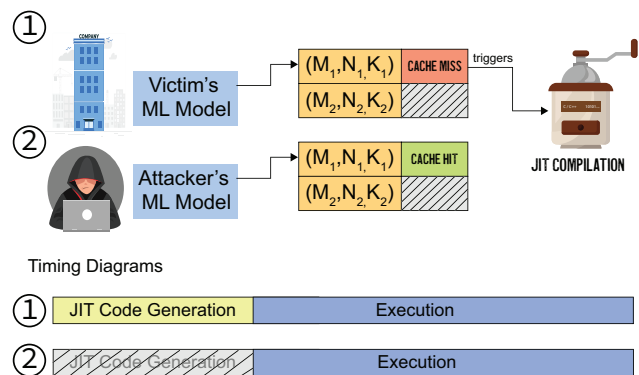 ①
COMPANY
Victim's
ML Model
(M1,N1,K1)
CACHE MISS
triggers
(M2,N2,K2)
JIT COMPILATION
②
Attacker's
ML Model
(M1,N1,K1)
CACHE HIT
(M2,N2,K2)
Timing Diagrams
① JIT Code Generation Execution
② JIT Code Generation Execution